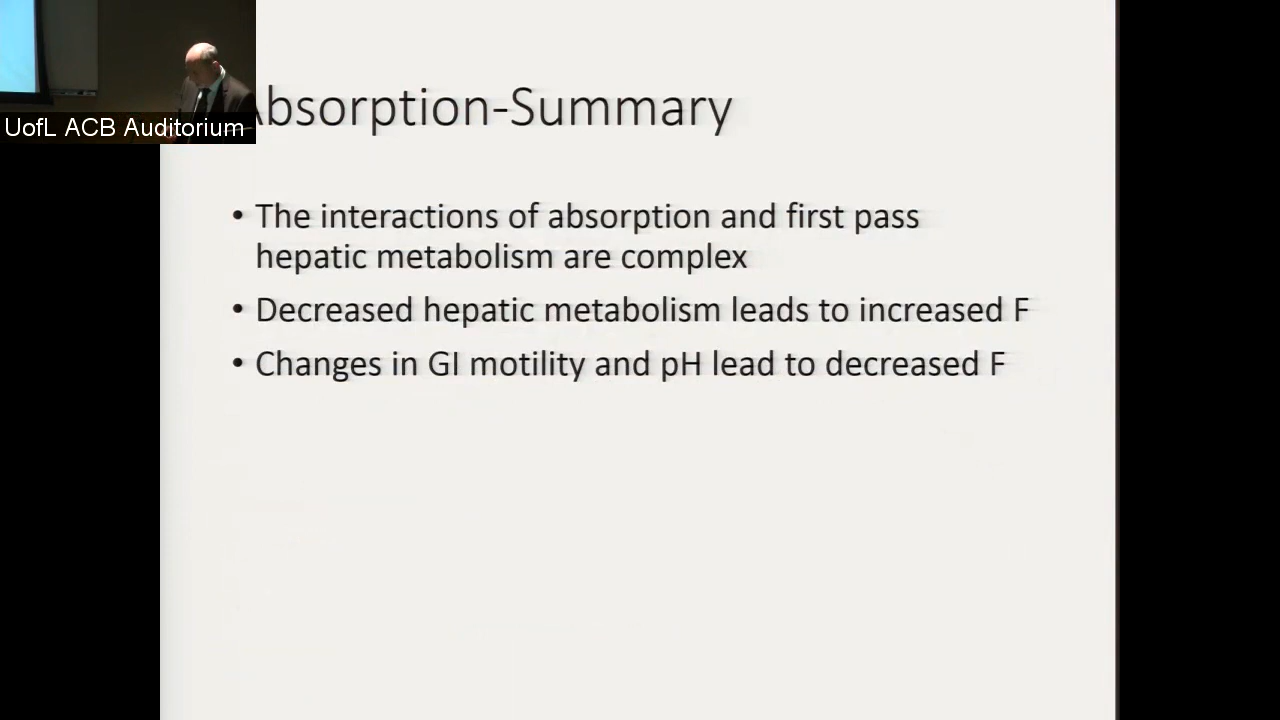 UofL ACB Auditorium
Absorption-Summary
• The interactions of absorption and first pass
hepatic metabolism are complex
• Decreased hepatic metabolism leads to increased F
• Changes in GI motility and pH lead to decreased F